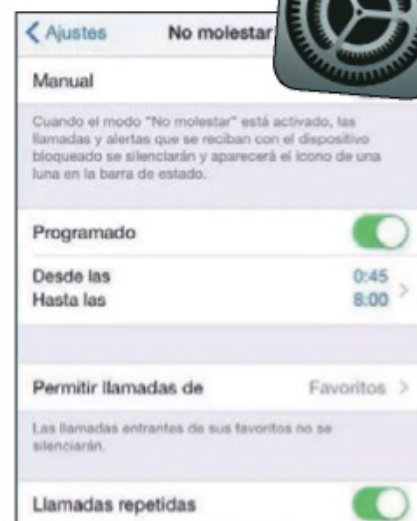 Ajustes No molestar
Manual
Cuando el modo "No molestar" está activado, las
llamadas y alertas que se reciban con el dispositivo
bloqueado se silenciarán y aparecerá el icono de una
luna en la barra de estado.
Programado
Desde las 0:45
Hasta las 8:00
Permitir llamadas de Favoritos
Las llamadas entrantes de sus favoritos no se
silenciarán.
Llamadas repetidas